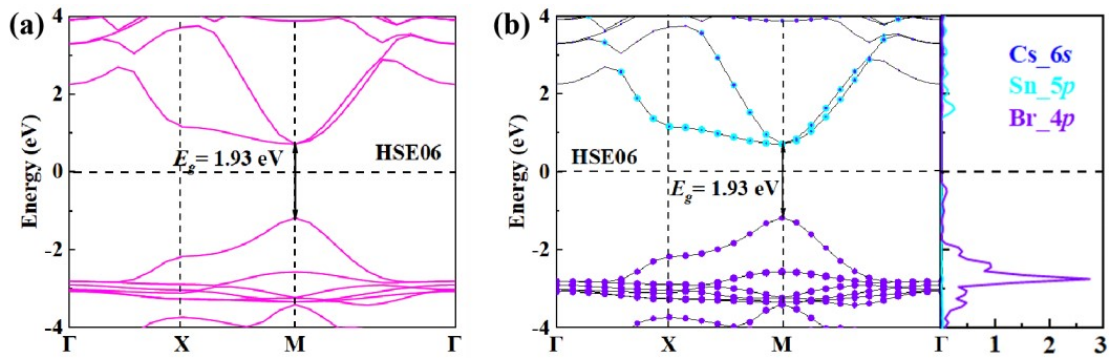 (a)
Energy (eV)
4
2
0
-2
-4
E_g = 1.93 eV
HSE06
Γ X M Γ
(b)
Energy (eV)
4
2
0
-2
-4
HSE06
E_g = 1.93 eV
Γ X M Γ
Cs_6s
Sn_5p
Br_4p
1 2 3